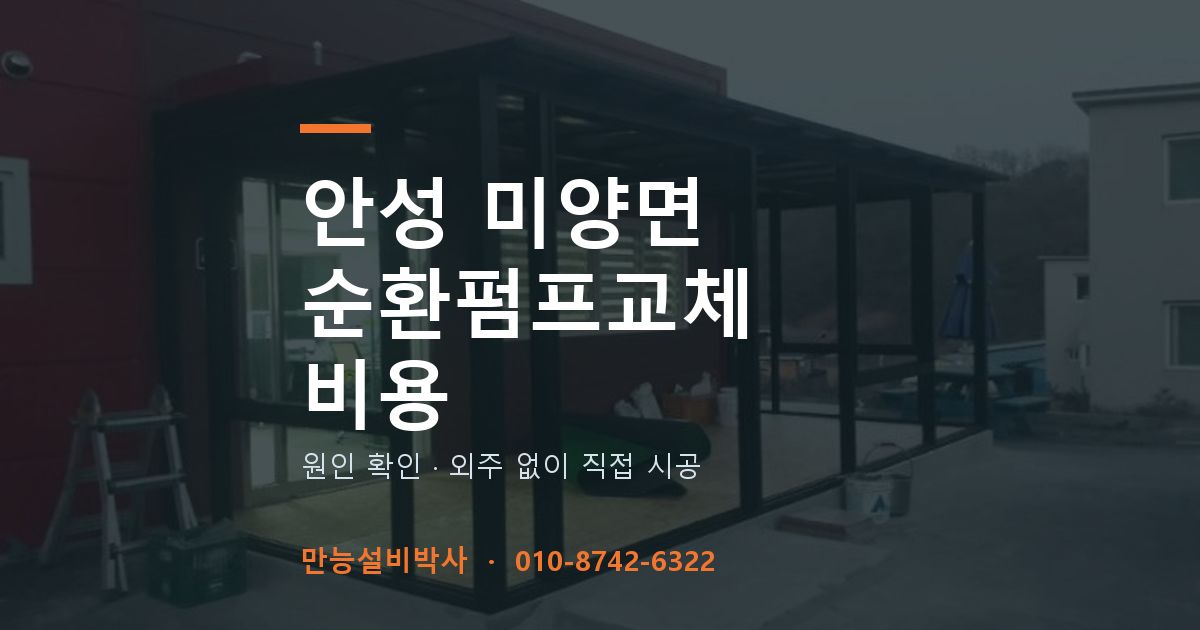 안성 미양면
순환펌프교체
비용
원인 확인 · 외주 없이 직접 시공
만능설비박사 · 010-8742-6322